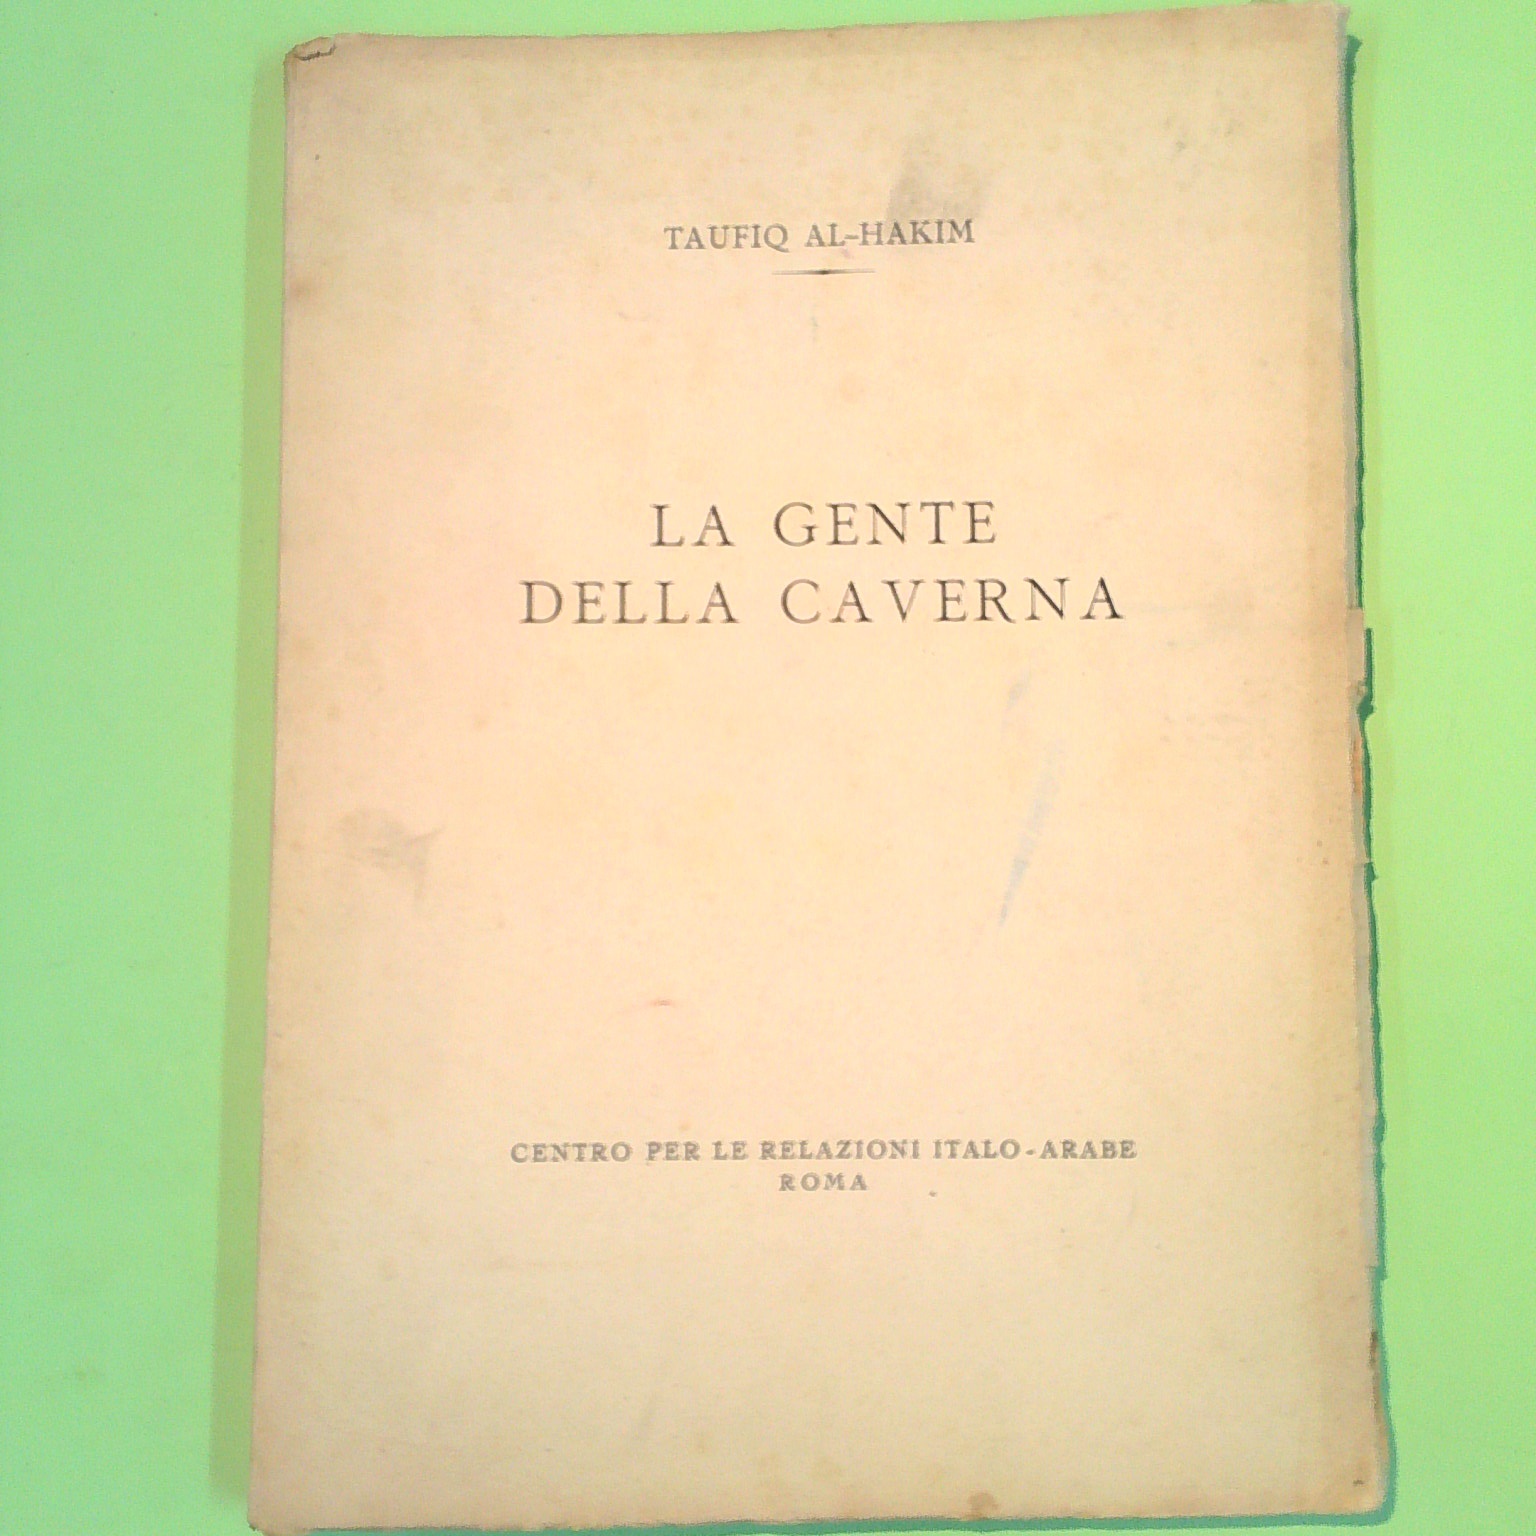 TAUFIQ AL-HAKIM
LA GENTE
DELLA CAVERNA
CENTRO PER LE RELAZIONI ITALO-ARABE
ROMA